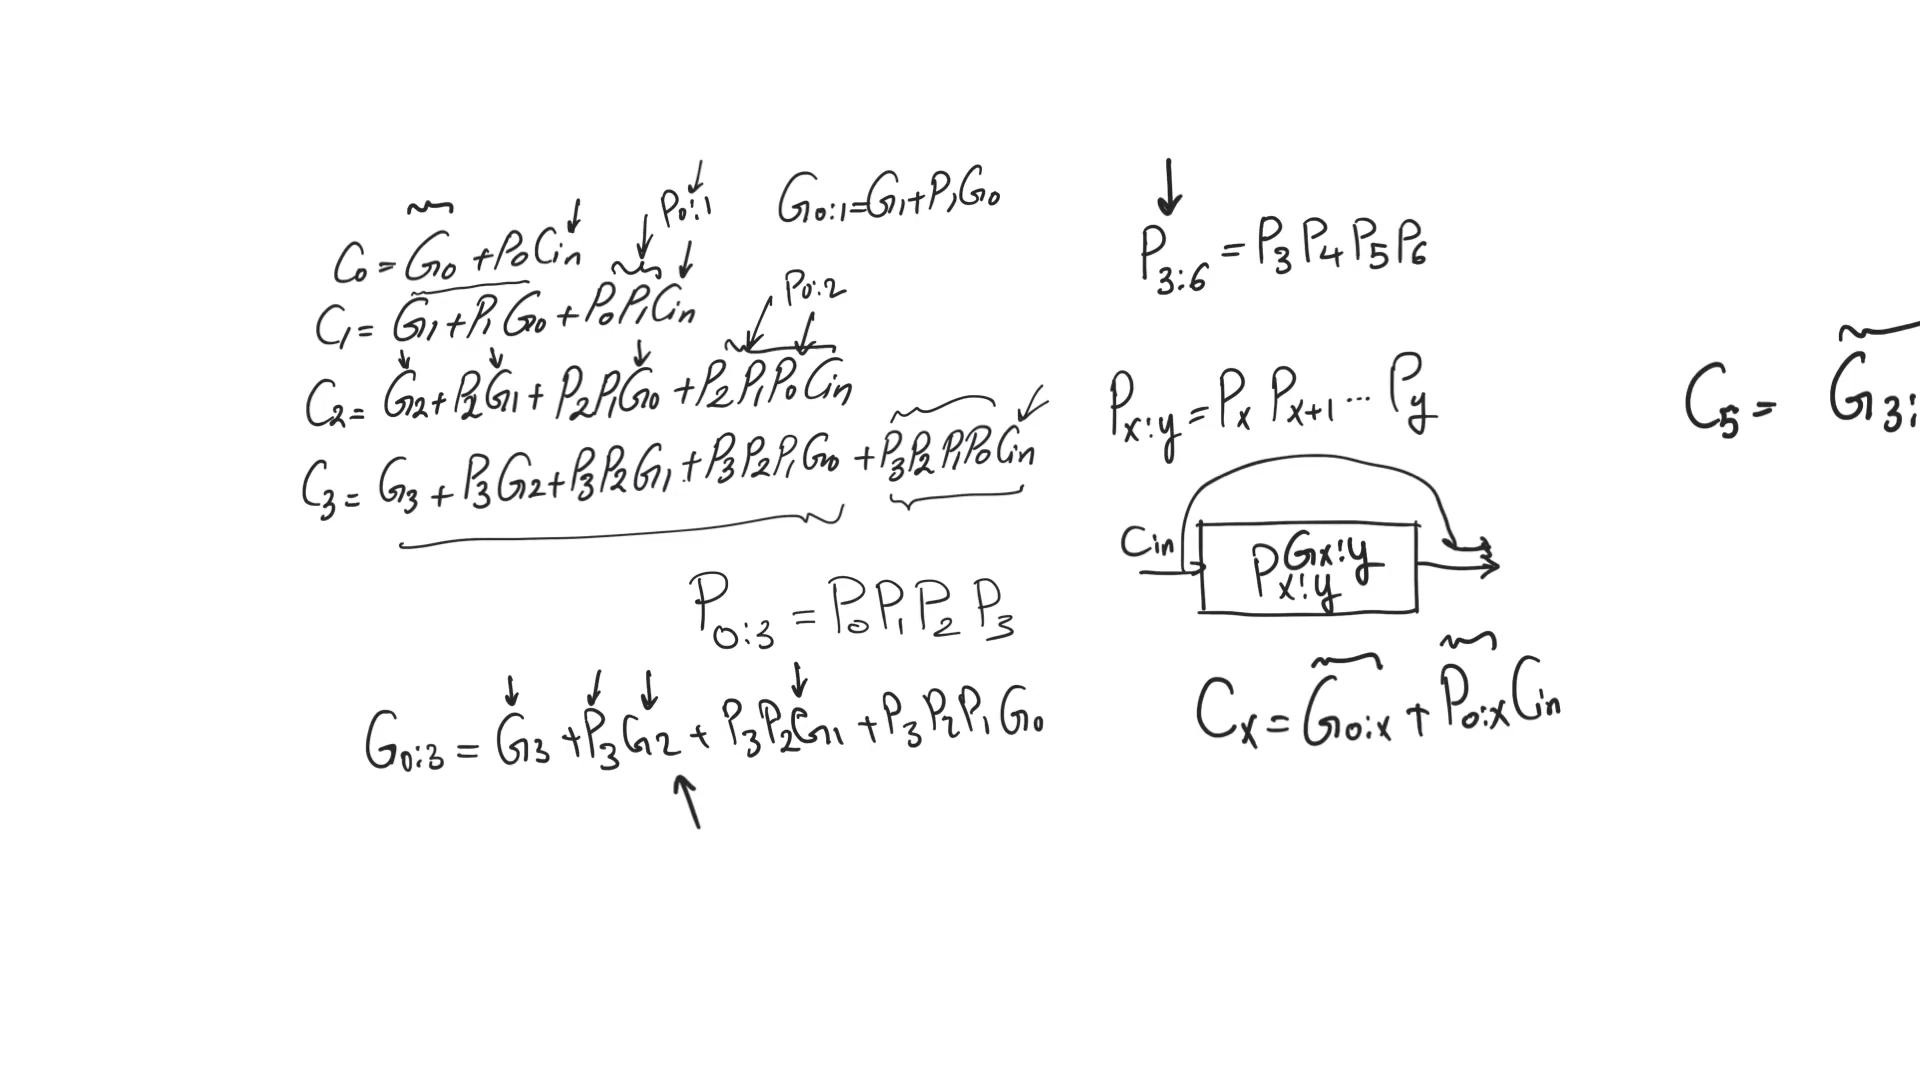 P₀:₁
G₀:₁ = G₁ + P₁G₀
C₀ = G₀ + P₀Cin
C₁ = G₁ + P₁G₀ + P₀P₁Cin
P₀:₂
C₂ = G₂ + P₂G₁ + P₂P₁G₀ + P₂P₁P₀Cin
C₃ = G₃ + P₃G₂ + P₃P₂G₁ + P₃P₂P₁G₀ + P₃P₂P₁P₀Cin
P₀:₃ = P₀P₁P₂P₃
G₀:₃ = G₃ + P₃G₂ + P₃P₂G₁ + P₃P₂P₁G₀
P₃:₆ = P₃P₄P₅P₆
Px:y = Px Px+1 ... Py
Cin
Gx:y
Px:y
Cx = G₀:x + P₀:x Cin
C₅ = G₃: